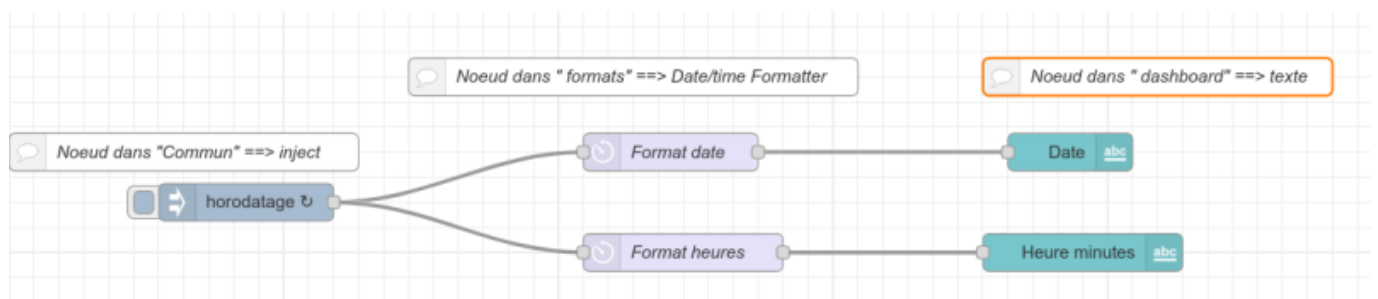 Noeud dans " formats" ==> Date/time Formatter
Noeud dans " dashboard" ==> texte
Noeud dans "Commun" ==> inject
Format date
Date abc
horodatage ↻
Format heures
Heure minutes abc